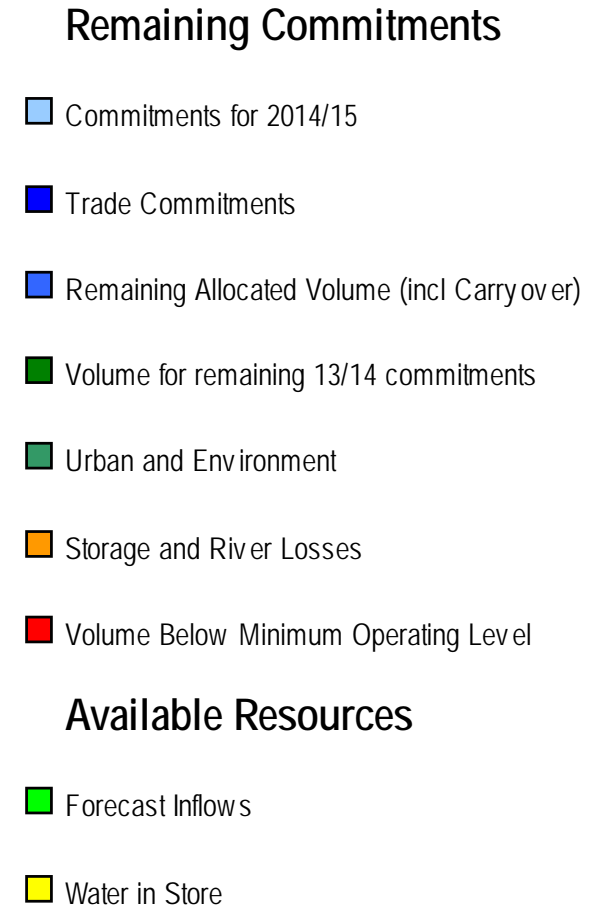 Remaining Commitments
Commitments for 2014/15
Trade Commitments
Remaining Allocated Volume (incl Carryover)
Volume for remaining 13/14 commitments
Urban and Environment
Storage and River Losses
Volume Below Minimum Operating Level
Available Resources
Forecast Inflows
Water in Store